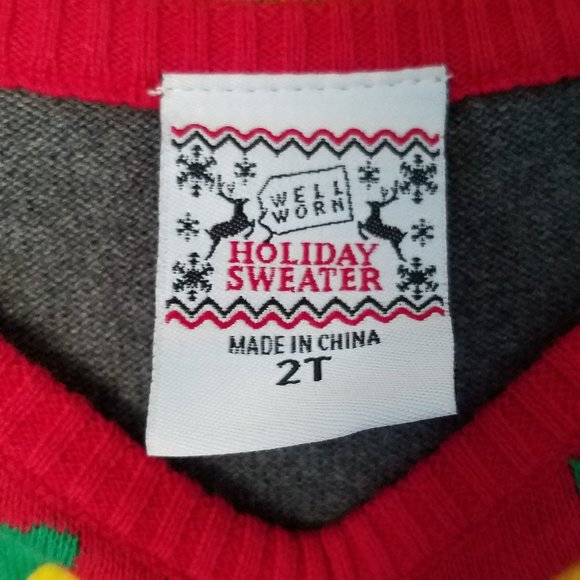 WELL
WORN
HOLIDAY
SWEATER
MADE IN CHINA
2T